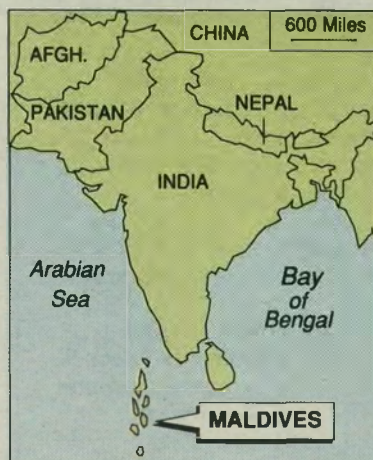 CHINA
600 Miles
AFGH.
PAKISTAN
NEPAL
INDIA
Arabian
Sea
Bay
of
Bengal
MALDIVES